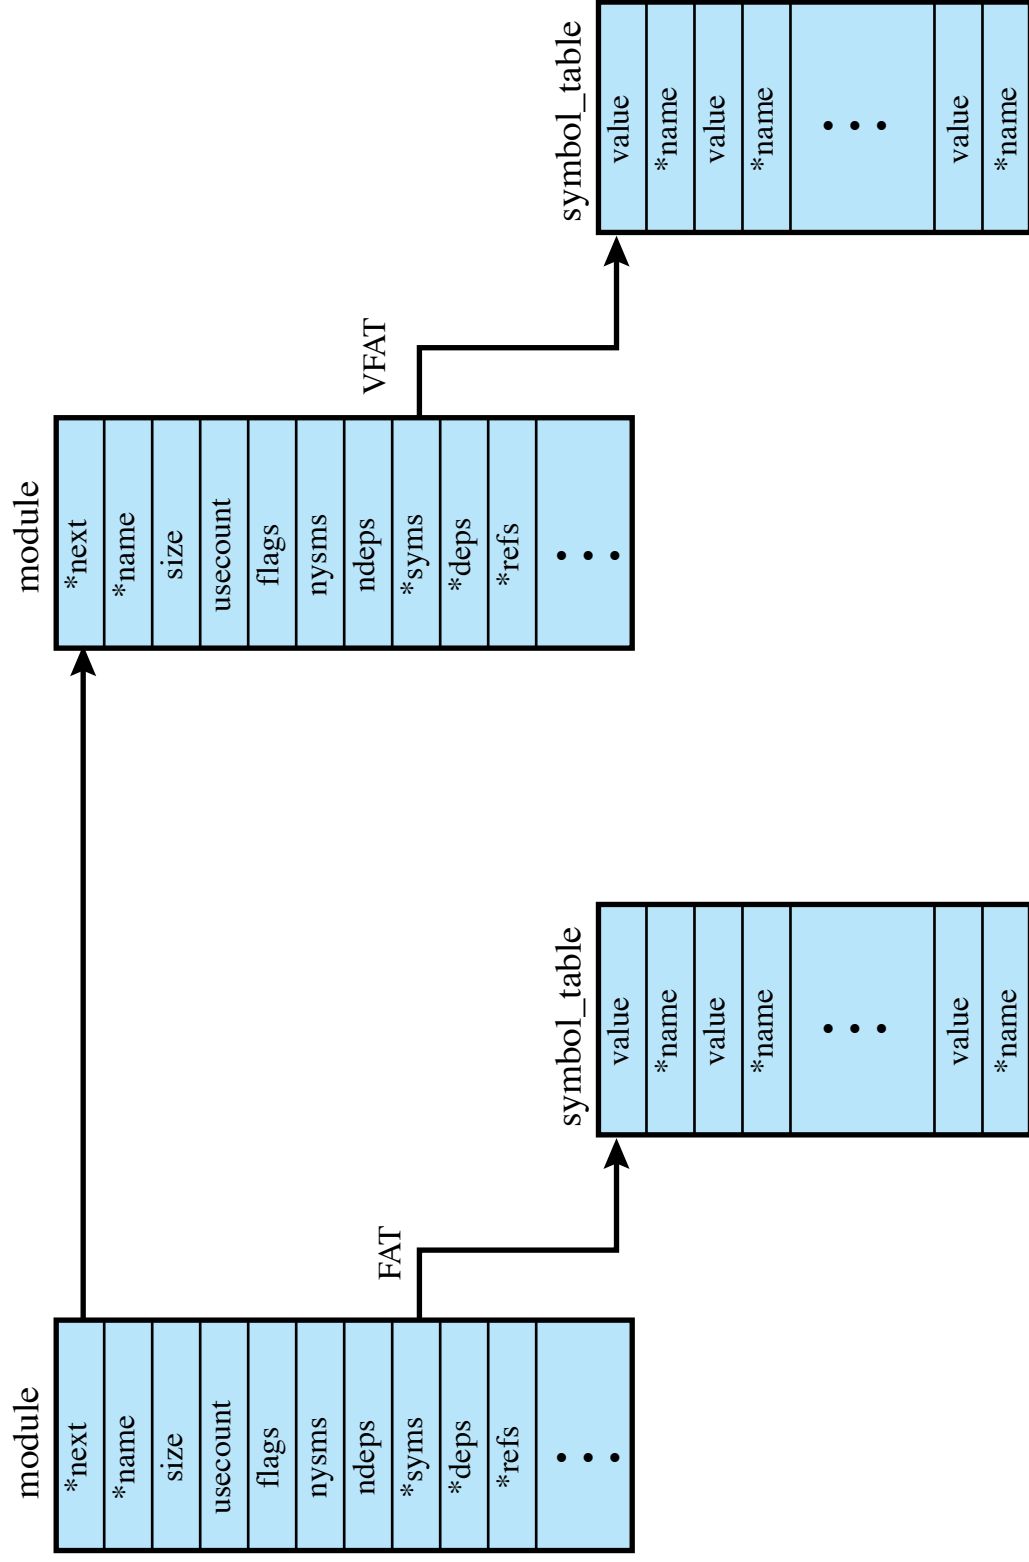 module
*next
*name
size
usecount
flags
nysms
ndeps
*syms
*deps
*refs
• • •
FAT
symbol_table
value
*name
value
*name
• • •
value
*name
module
*next
*name
size
usecount
flags
nysms
ndeps
*syms
*deps
*refs
• • •
VFAT
symbol_table
value
*name
value
*name
• • •
value
*name